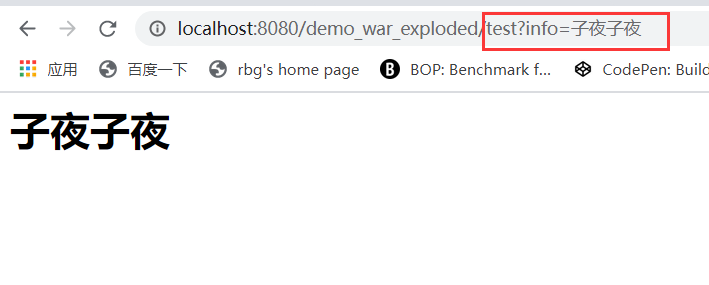 localhost:8080/demo_war_exploded/test?info=子夜子夜
应用 百度一下 rbg's home page BOP: Benchmark f... CodePen: Build
子夜子夜